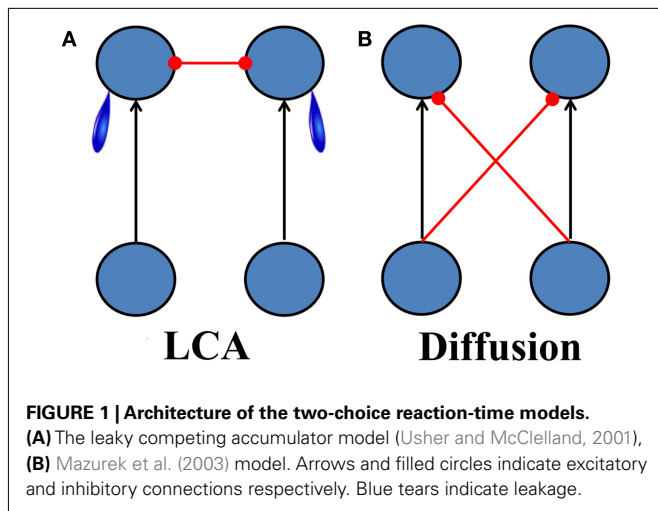 A B
LCA Diffusion
FIGURE 1 | Architecture of the two-choice reaction-time models.
(A) The leaky competing accumulator model (Usher and McClelland, 2001),
(B) Mazurek et al. (2003) model. Arrows and filled circles indicate excitatory
and inhibitory connections respectively. Blue tears indicate leakage.